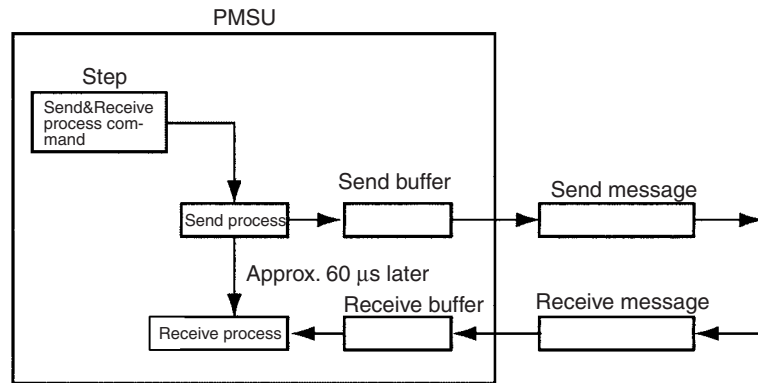 PMSU
Step
Send&Receive
process com-
mand
Send buffer
Send message
Send process
Approx. 60 μs later
Receive buffer
Receive message
Receive process